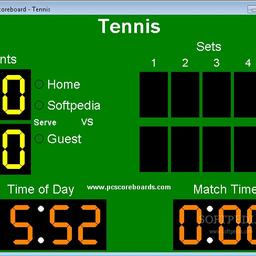 coreboard - Tennis
Tennis
Sets
nts
1 2 3 4
0
Home
Softpedia
Serve VS
0
Guest
www.pcscoreboards.com
Time of Day
Match Time
5:52
0:00
SOFTPEDIA